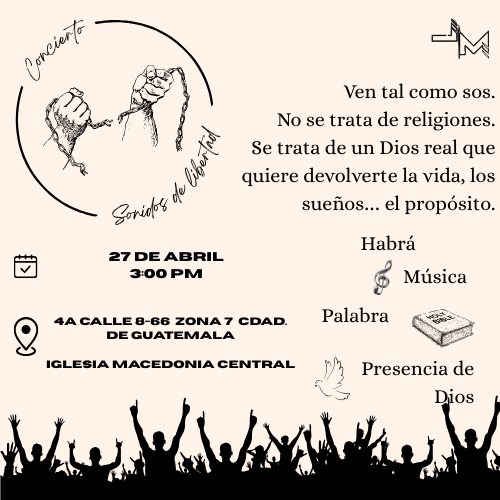 Concierto
Sonidos de libertad
JM
Ven tal como sos.
No se trata de religiones.
Se trata de un Dios real que
quiere devolverte la vida, los
sueños... el propósito.
Habrá
Música
Palabra
HOLY
BIBLE
Presencia de
Dios
27 DE ABRIL
3:00 PM
4A CALLE 8-66 ZONA 7 CDAD.
DE GUATEMALA
IGLESIA MACEDONIA CENTRAL